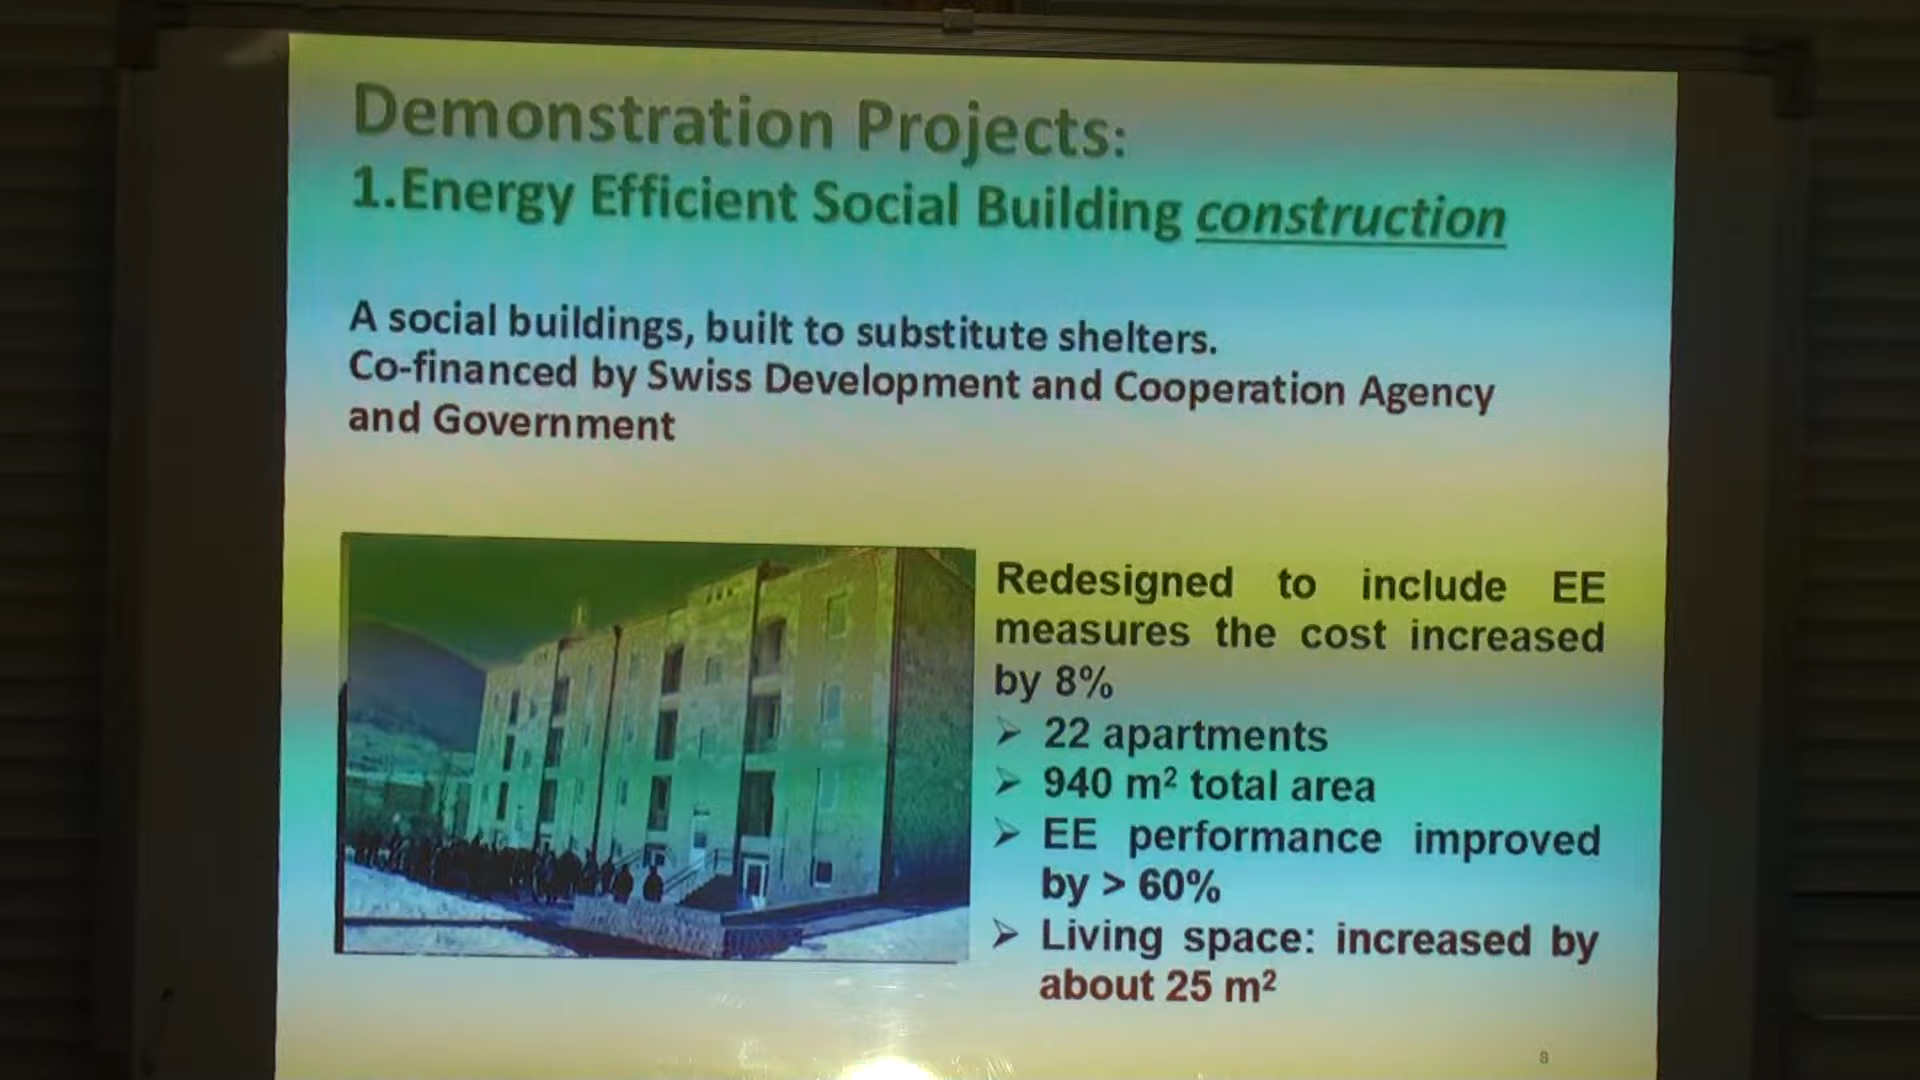 Demonstration Projects:
1.Energy Efficient Social Building construction
A social buildings, built to substitute shelters.
Co-financed by Swiss Development and Cooperation Agency
and Government
Redesigned to include EE
measures the cost increased
by 8%
➢ 22 apartments
➢ 940 m² total area
➢ EE performance improved
by > 60%
➢ Living space: increased by
about 25 m²
8